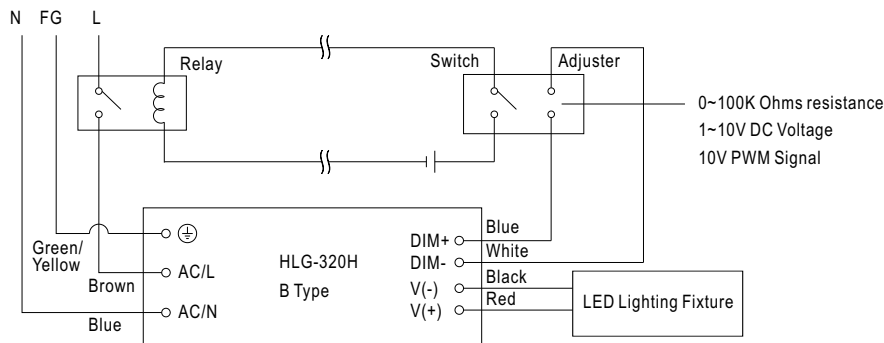 N FG L
Relay
Switch
Adjuster
0~100K Ohms resistance
1~10V DC Voltage
10V PWM Signal
Green/
Yellow
Brown
Blue
AC/L
AC/N
HLG-320H
B Type
DIM+
DIM-
V(-)
V(+)
Blue
White
Black
Red
LED Lighting Fixture